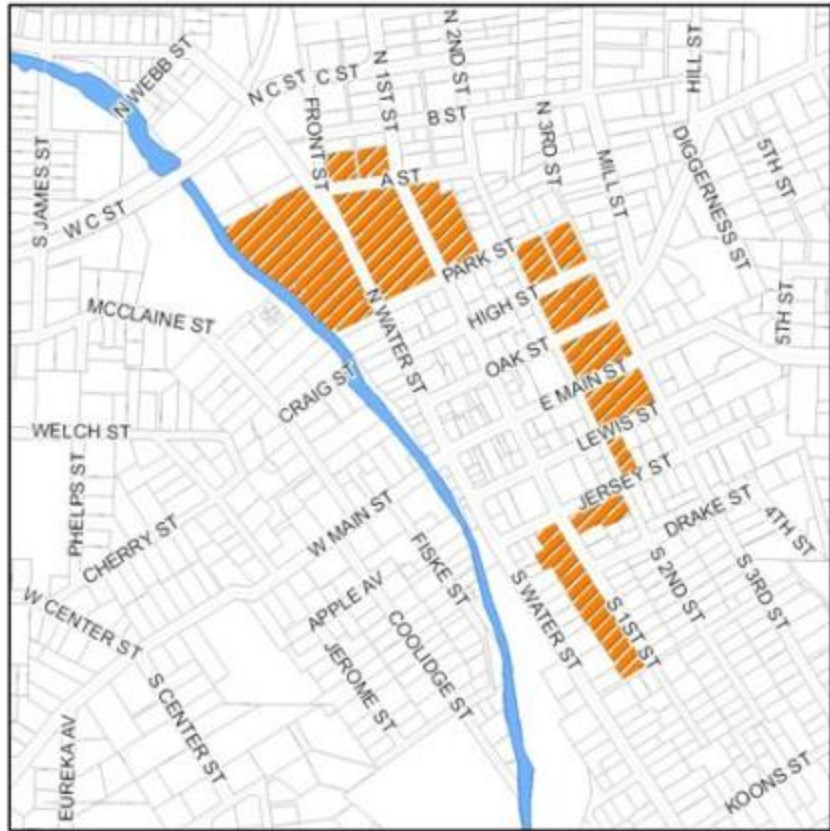 N WEBB ST
N C ST
C ST
N 1ST ST
N 2ND ST
HILL ST
FRONT ST
B ST
N 3RD ST
MILL ST
DIGGERNESS ST
5TH ST
S JAMES ST
W C ST
A ST
PARK ST
MCCLAINE ST
N WATER ST
HIGH ST
5TH ST
OAK ST
CRAIG ST
E MAIN ST
WELCH ST
LEWIS ST
PHELPS ST
JERSEY ST
CHERRY ST
W MAIN ST
FISKE ST
DRAKE ST
4TH ST
W CENTER ST
APPLE AV
S WATER ST
S 1ST ST
S 2ND ST
S 3RD ST
JEROME ST
COOLIDGE ST
S CENTER ST
EUREKA AV
KOONS ST